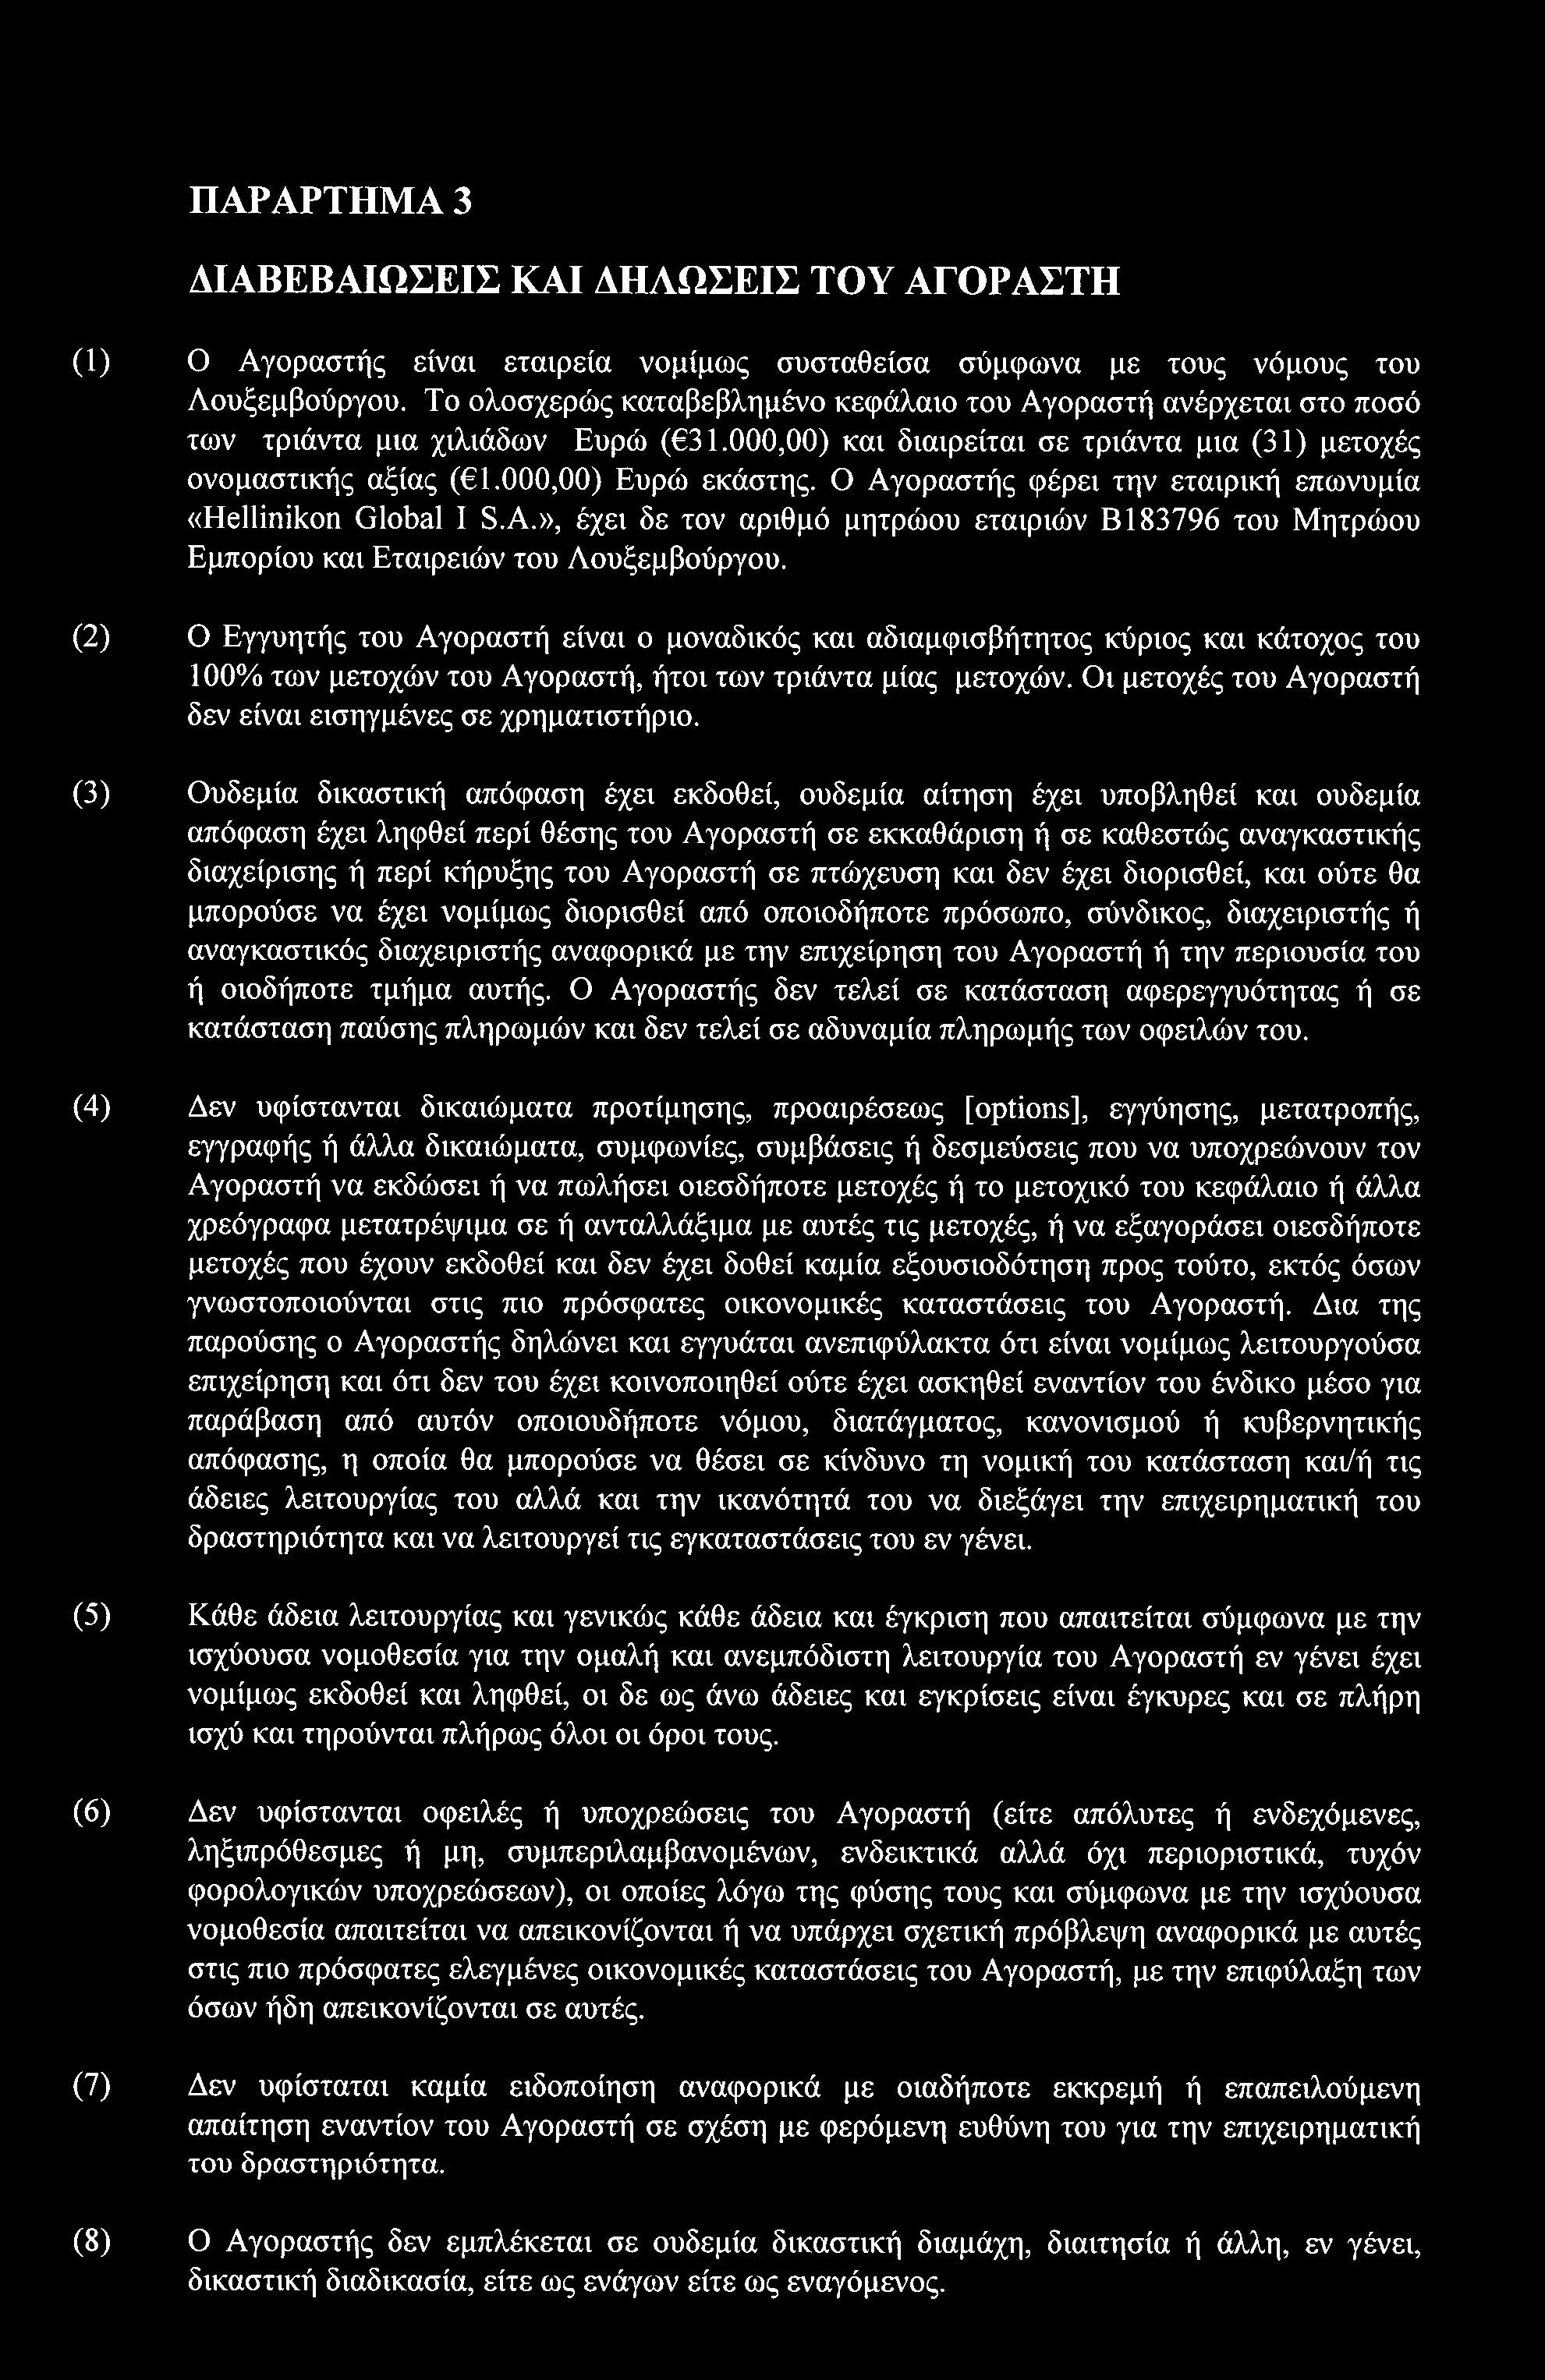 ΠΑΡΑΡΤΗΜΑ 3
ΔΙΑΒΕΒΑΙΩΣΕΙΣ ΚΑΙ ΔΗΛΩΣΕΙΣ ΤΟΥ ΑΓΟΡΑΣΤΗ
(1) Ο Αγοραστής είναι εταιρεία νομίμως συσταθείσα σύμφωνα με τους νόμους του
Λουξεμβούργου. Το ολοσχερώς καταβεβλημένο κεφάλαιο του Αγοραστή ανέρχεται στο ποσό
των τριάντα μια χιλιάδων Ευρώ (€31.000,00) και διαιρείται σε τριάντα μια (31) μετοχές
ονομαστικής αξίας (€1.000,00) Ευρώ εκάστης. Ο Αγοραστής φέρει την εταιρική επωνυμία
«Hellinikon Global I S.A.», έχει δε τον αριθμό μητρώου εταιριών B183796 του Μητρώου
Εμπορίου και Εταιρειών του Λουξεμβούργου.
(2) Ο Εγγυητής του Αγοραστή είναι ο μοναδικός και αδιαμφισβήτητος κύριος και κάτοχος του
100% των μετοχών του Αγοραστή, ήτοι των τριάντα μίας μετοχών. Οι μετοχές του Αγοραστή
δεν είναι εισηγμένες σε χρηματιστήριο.
(3) Ουδεμία δικαστική απόφαση έχει εκδοθεί, ουδεμία αίτηση έχει υποβληθεί και ουδεμία
απόφαση έχει ληφθεί περί θέσης του Αγοραστή σε εκκαθάριση ή σε καθεστώς αναγκαστικής
διαχείρισης ή περί κήρυξης του Αγοραστή σε πτώχευση και δεν έχει διορισθεί, και ούτε θα
μπορούσε να έχει νομίμως διορισθεί από οποιοδήποτε πρόσωπο, σύνδικος, διαχειριστής ή
αναγκαστικός διαχειριστής αναφορικά με την επιχείρηση του Αγοραστή ή την περιουσία του
ή οιοδήποτε τμήμα αυτής. Ο Αγοραστής δεν τελεί σε κατάσταση αφερεγγυότητας ή σε
κατάσταση παύσης πληρωμών και δεν τελεί σε αδυναμία πληρωμής των οφειλών του.
(4) Δεν υφίστανται δικαιώματα προτίμησης, προαιρέσεως [options], εγγύησης, μετατροπής,
εγγραφής ή άλλα δικαιώματα, συμφωνίες, συμβάσεις ή δεσμεύσεις που να υποχρεώνουν τον
Αγοραστή να εκδώσει ή να πωλήσει οιεσδήποτε μετοχές ή το μετοχικό του κεφάλαιο ή άλλα
χρεόγραφα μετατρέψιμα σε ή ανταλλάξιμα με αυτές τις μετοχές, ή να εξαγοράσει οιεσδήποτε
μετοχές που έχουν εκδοθεί και δεν έχει δοθεί καμία εξουσιοδότηση προς τούτο, εκτός όσων
γνωστοποιούνται στις πιο πρόσφατες οικονομικές καταστάσεις του Αγοραστή. Δια της
παρούσης ο Αγοραστής δηλώνει και εγγυάται ανεπιφύλακτα ότι είναι νομίμως λειτουργούσα
επιχείρηση και ότι δεν του έχει κοινοποιηθεί ούτε έχει ασκηθεί εναντίον του ένδικο μέσο για
παράβαση από αυτόν οποιουδήποτε νόμου, διατάγματος, κανονισμού ή κυβερνητικής
απόφασης, η οποία θα μπορούσε να θέσει σε κίνδυνο τη νομική του κατάσταση και/ή τις
άδειες λειτουργίας του αλλά και την ικανότητά του να διεξάγει την επιχειρηματική του
δραστηριότητα και να λειτουργεί τις εγκαταστάσεις του εν γένει.
(5) Κάθε άδεια λειτουργίας και γενικώς κάθε άδεια και έγκριση που απαιτείται σύμφωνα με την
ισχύουσα νομοθεσία για την ομαλή και ανεμπόδιστη λειτουργία του Αγοραστή εν γένει έχει
νομίμως εκδοθεί και ληφθεί, οι δε ως άνω άδειες και εγκρίσεις είναι έγκυρες και σε πλήρη
ισχύ και τηρούνται πλήρως όλοι οι όροι τους.
(6) Δεν υφίστανται οφειλές ή υποχρεώσεις του Αγοραστή (είτε απόλυτες ή ενδεχόμενες,
ληξιπρόθεσμες ή μη, συμπεριλαμβανομένων, ενδεικτικά αλλά όχι περιοριστικά, τυχόν
φορολογικών υποχρεώσεων), οι οποίες λόγω της φύσης τους και σύμφωνα με την ισχύουσα
νομοθεσία απαιτείται να απεικονίζονται ή να υπάρχει σχετική πρόβλεψη αναφορικά με αυτές
στις πιο πρόσφατες ελεγμένες οικονομικές καταστάσεις του Αγοραστή, με την επιφύλαξη των
όσων ήδη απεικονίζονται σε αυτές.
(7) Δεν υφίσταται καμία ειδοποίηση αναφορικά με οιαδήποτε εκκρεμή ή επαπειλούμενη
απαίτηση εναντίον του Αγοραστή σε σχέση με φερόμενη ευθύνη του για την επιχειρηματική
του δραστηριότητα.
(8) Ο Αγοραστής δεν εμπλέκεται σε ουδεμία δικαστική διαμάχη, διαιτησία ή άλλη, εν γένει,
δικαστική διαδικασία, είτε ως ενάγων είτε ως εναγόμενος.